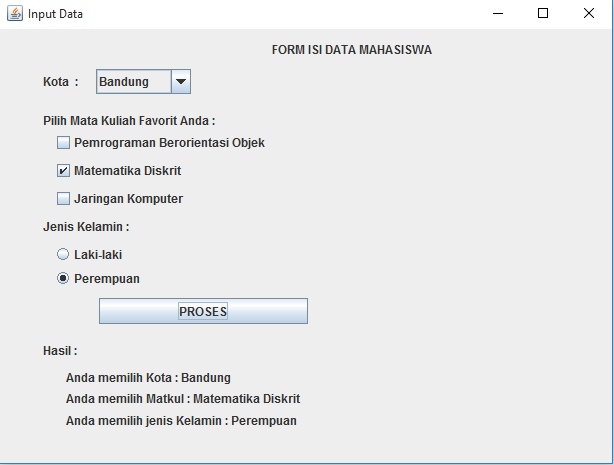 Input Data
FORM ISI DATA MAHASISWA
Kota : Bandung
Pilih Mata Kuliah Favorit Anda :
Pemrograman Berorientasi Objek
Matematika Diskrit
Jaringan Komputer
Jenis Kelamin :
Laki-laki
Perempuan
PROSES
Hasil :
Anda memilih Kota : Bandung
Anda memilih Matkul : Matematika Diskrit
Anda memilih jenis Kelamin : Perempuan